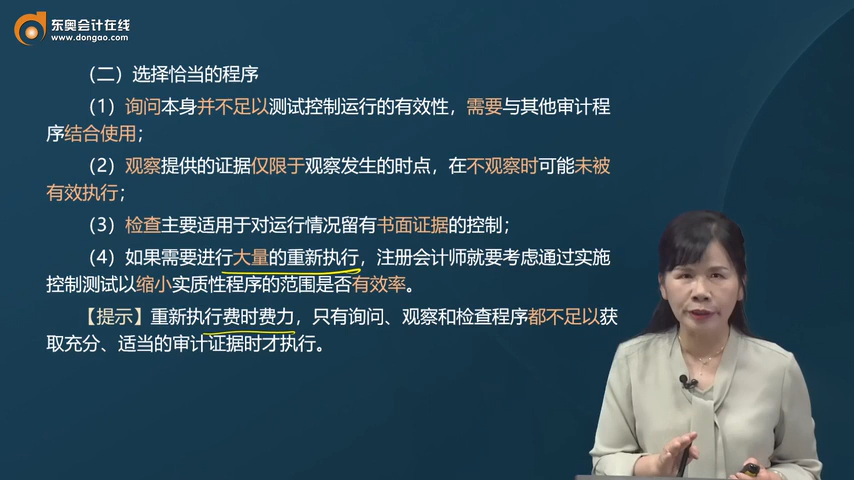 东奥会计在线
www.dongao.com
（二）选择恰当的程序
（1）询问本身并不足以测试控制运行的有效性，需要与其他审计程
序结合使用；
（2）观察提供的证据仅限于观察发生的时点，在不观察时可能未被
有效执行；
（3）检查主要适用于对运行情况留有书面证据的控制；
（4）如果需要进行大量的重新执行，注册会计师就要考虑通过实施
控制测试以缩小实质性程序的范围是否有效率。
【提示】重新执行费时费力，只有询问、观察和检查程序都不足以获
取充分、适当的审计证据时才执行。